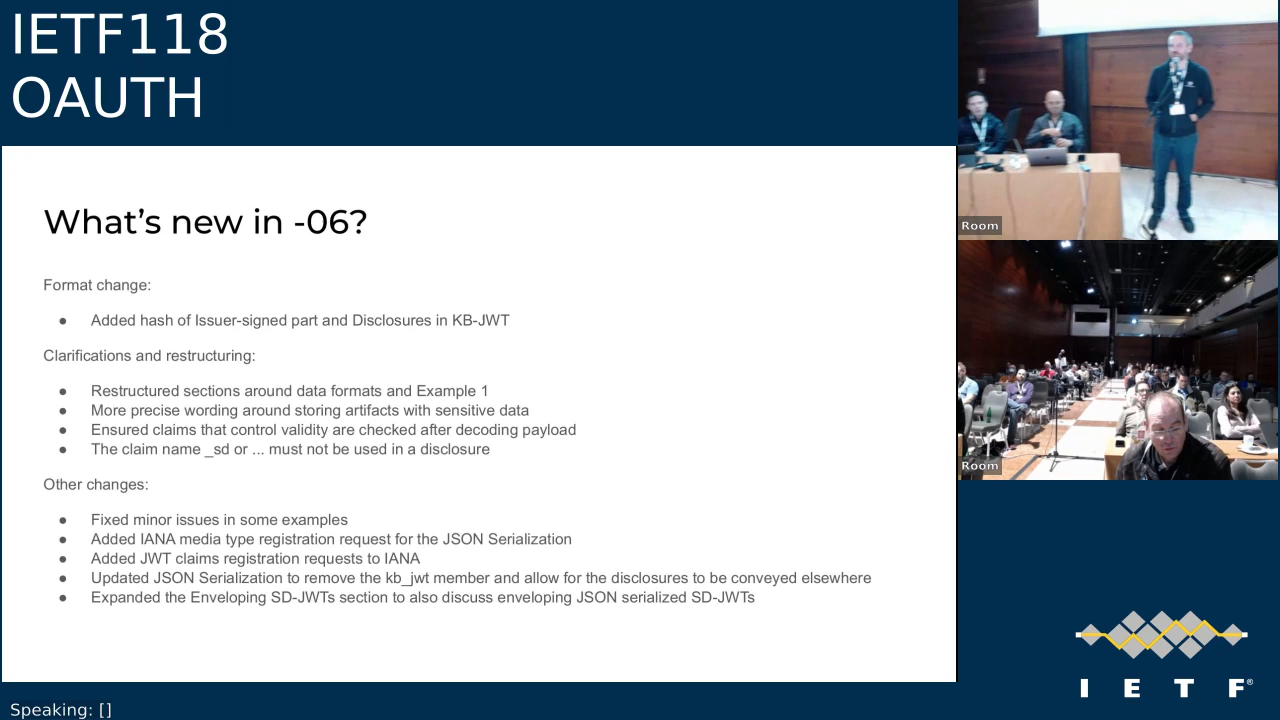 IETF118
OAUTH
What's new in -06?
Format change:
● Added hash of Issuer-signed part and Disclosures in KB-JWT
Clarifications and restructuring:
● Restructured sections around data formats and Example 1
● More precise wording around storing artifacts with sensitive data
● Ensured claims that control validity are checked after decoding payload
● The claim name _sd or ... must not be used in a disclosure
Other changes:
● Fixed minor issues in some examples
● Added IANA media type registration request for the JSON Serialization
● Added JWT claims registration requests to IANA
● Updated JSON Serialization to remove the kb_jwt member and allow for the disclosures to be conveyed elsewhere
● Expanded the Enveloping SD-JWTs section to also discuss enveloping JSON serialized SD-JWTs
Speaking: []
Room
Room
I E T F®